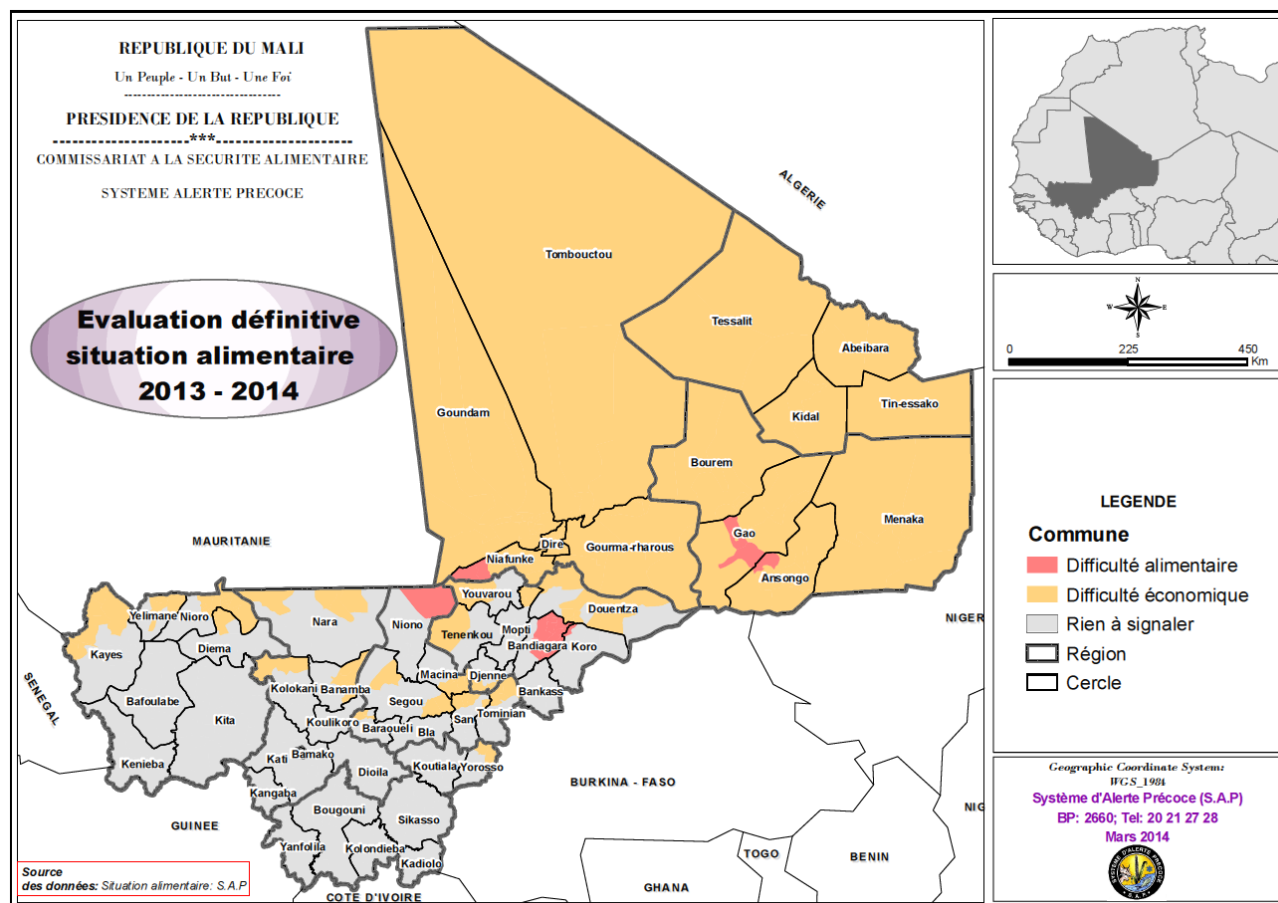 REPUBLIQUE DU MALI
Un Peuple - Un But - Une Foi
----------------------------------
PRESIDENCE DE LA REPUBLIQUE
---------------------***---------------------
COMMISSARIAT A LA SECURITE ALIMENTAIRE
SYSTEME ALERTE PRECOCE
Evaluation définitive
situation alimentaire
2013 - 2014
ALGERIE
Tombouctou
Tessalit
Abeibara
Kidal
Tin-essako
Goundam
Bourem
Menaka
Gao
Dire
Gourma-rharous
Niafunke
Ansongo
MAURITANIE
Youvarou
Douentza
Yelimane
Nioro
Nara
Niono
Tenenkou
Mopti
Bandiagara
Koro
Kayes
Diema
Macina
Djenne
Bankass
Kolokani
Banamba
Segou
San
Tominian
Bafoulabe
Kita
Koulikoro
Baraoueli
Bla
Kati
Bamako
Kenieba
Dioila
Koutiala
Yorosso
Kangaba
Bougouni
Sikasso
Yanfolila
Kolondieba
Kadiolo
SENEGAL
GUINEE
COTE D'IVOIRE
BURKINA - FASO
GHANA
TOGO
BENIN
NIGER
NIG
Source
des données: Situation alimentaire: S.A.P
N
W
E
S
0
225
450
Km
LEGENDE
Commune
Difficulté alimentaire
Difficulté économique
Rien à signaler
Région
Cercle
Geographic Coordinate System:
WGS_1984
Système d'Alerte Précoce (S.A.P)
BP: 2660; Tel: 20 21 27 28
Mars 2014
SYSTÈME D'ALERTE PRÉCOCE
S.A.P